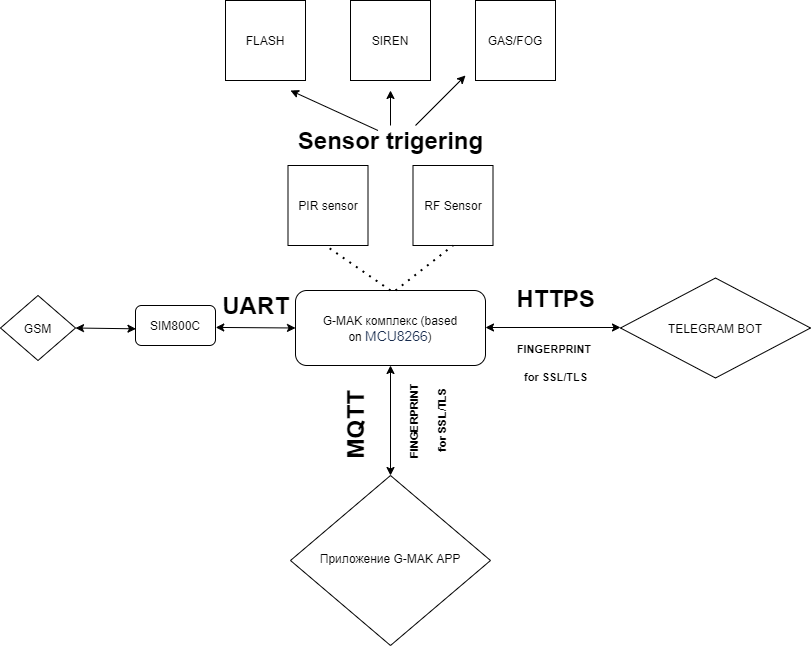 FLASH
SIREN
GAS/FOG
Sensor trigering
PIR sensor
RF Sensor
GSM
SIM800C
UART
G-MAK комплекс (based
on MCU8266)
HTTPS
FINGERPRINT
for SSL/TLS
TELEGRAM BOT
MQTT
FINGERPRINT
for SSL/TLS
Приложение G-MAK APP